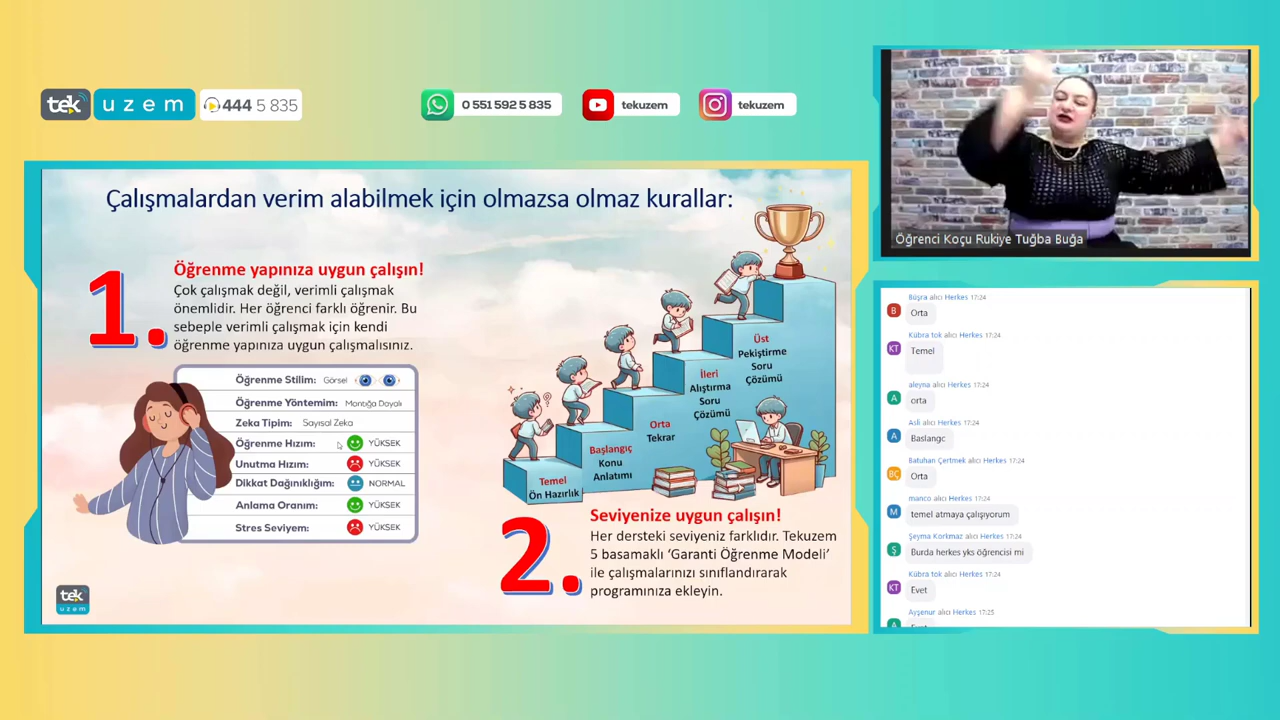 tek uzem 444 5 835
0 551 592 5 835
tekuzem
tekuzem
Çalışmalardan verim alabilmek için olmazsa olmaz kurallar:
1.
Öğrenme yapınıza uygun çalışın!
Çok çalışmak değil, verimli çalışmak
önemlidir. Her öğrenci farklı öğrenir. Bu
sebeple verimli çalışmak için kendi
öğrenme yapınıza uygun çalışmalısınız.
Öğrenme Stilim: Görsel
Öğrenme Yöntemim: Mantığa Dayalı
Zeka Tipim: Sayısal Zeka
Öğrenme Hızım: YÜKSEK
Unutma Hızım: YÜKSEK
Dikkat Dağınıklığım: NORMAL
Anlama Oranım: YÜKSEK
Stres Seviyem: YÜKSEK
Temel
Ön Hazırlık
Başlangıç
Konu
Anlatımı
Orta
Tekrar
İleri
Alıştırma
Soru
Çözümü
Üst
Pekiştirme
Soru
Çözümü
2.
Seviyenize uygun çalışın!
Her dersteki seviyeniz farklıdır. Tekuzem
5 basamaklı ‘Garanti Öğrenme Modeli’
ile çalışmalarınızı sınıflandırarak
programınıza ekleyin.
tek
uzem
Öğrenci Koçu Rukiye Tuğba Buğa
Büşra alıcı Herkes 17:24
B
Orta
Kübra tok alıcı Herkes 17:24
KT
Temel
aleyna alıcı Herkes 17:24
A
orta
Asli alıcı Herkes 17:24
A
Baslangc
Batuhan Çertmek alıcı Herkes 17:24
BÇ
Orta
manco alıcı Herkes 17:24
M
temel atmaya çalışıyorum
Şeyma Korkmaz alıcı Herkes 17:24
Ş
Burda herkes yks öğrencisi mi
Kübra tok alıcı Herkes 17:24
KT
Evet
Ayşenur alıcı Herkes 17:25
A
Evet